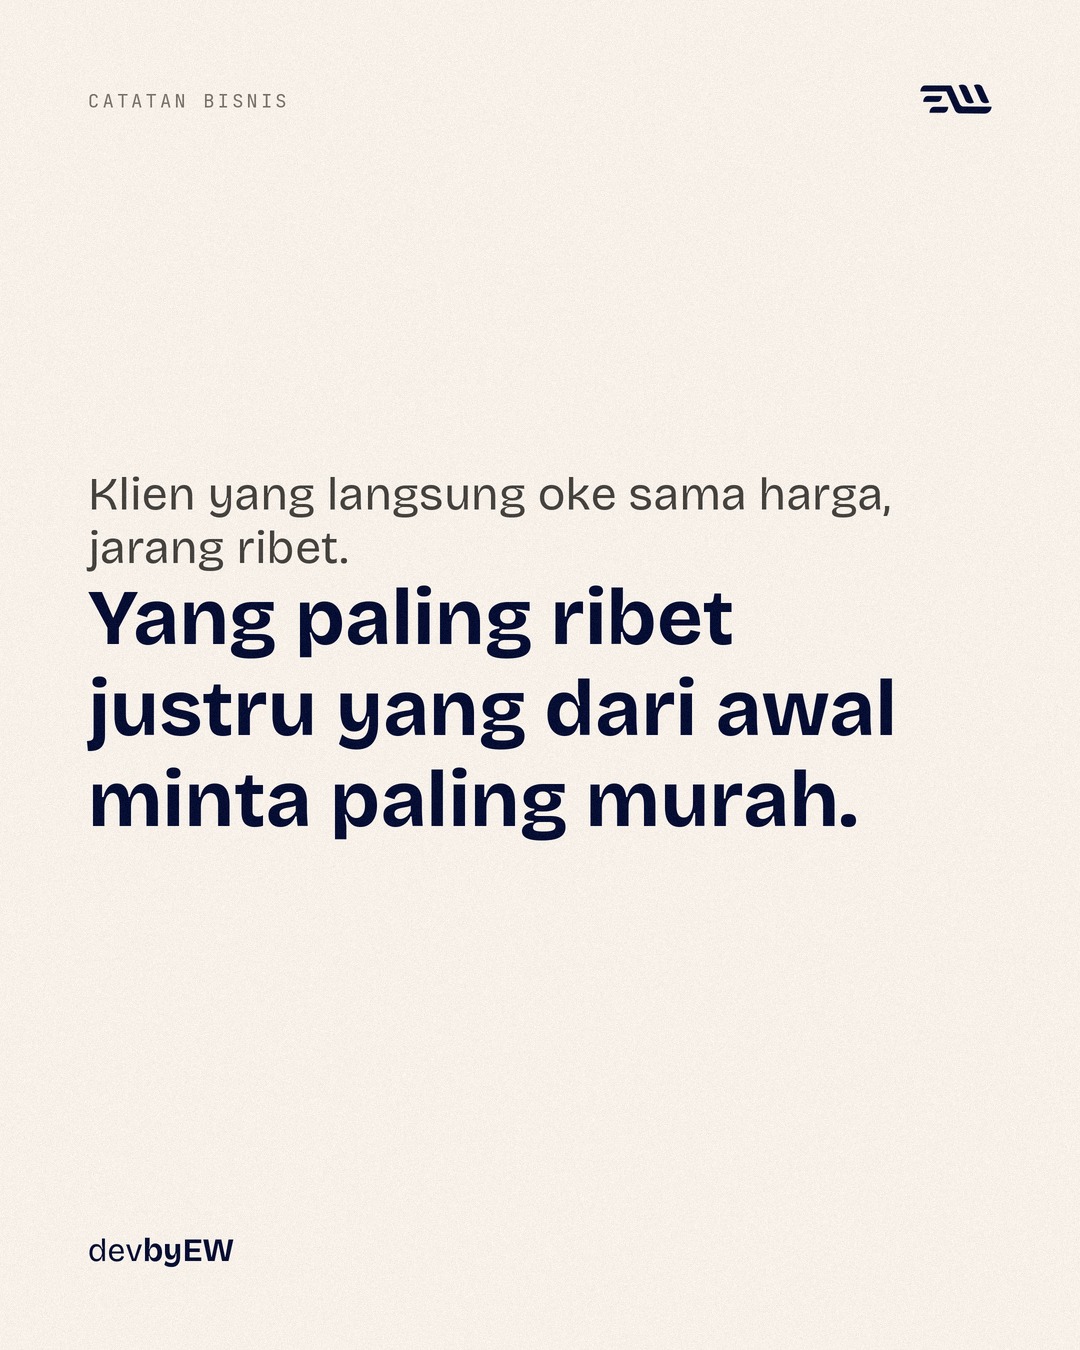 CATATAN BISNIS
EW
Klien yang langsung oke sama harga,
jarang ribet.
Yang paling ribet
justru yang dari awal
minta paling murah.
devbyEW